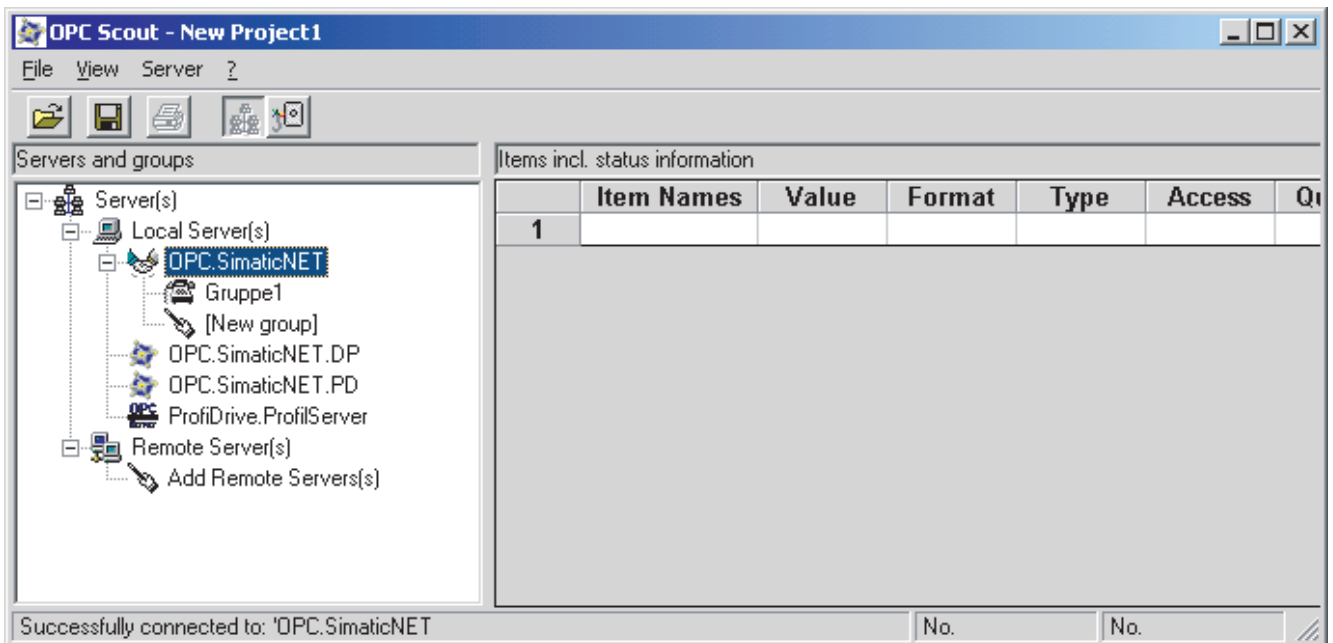 OPC Scout - New Project1
File View Server ?
Servers and groups
Items incl. status information
Server(s)
Local Server(s)
OPC.SimaticNET
Gruppe1
[New group]
OPC.SimaticNET.DP
OPC.SimaticNET.PD
OPC ProfiDrive.ProfilServer
Remote Server(s)
Add Remote Servers(s)
Item Names Value Format Type Access
1
Successfully connected to: 'OPC.SimaticNET No. No.